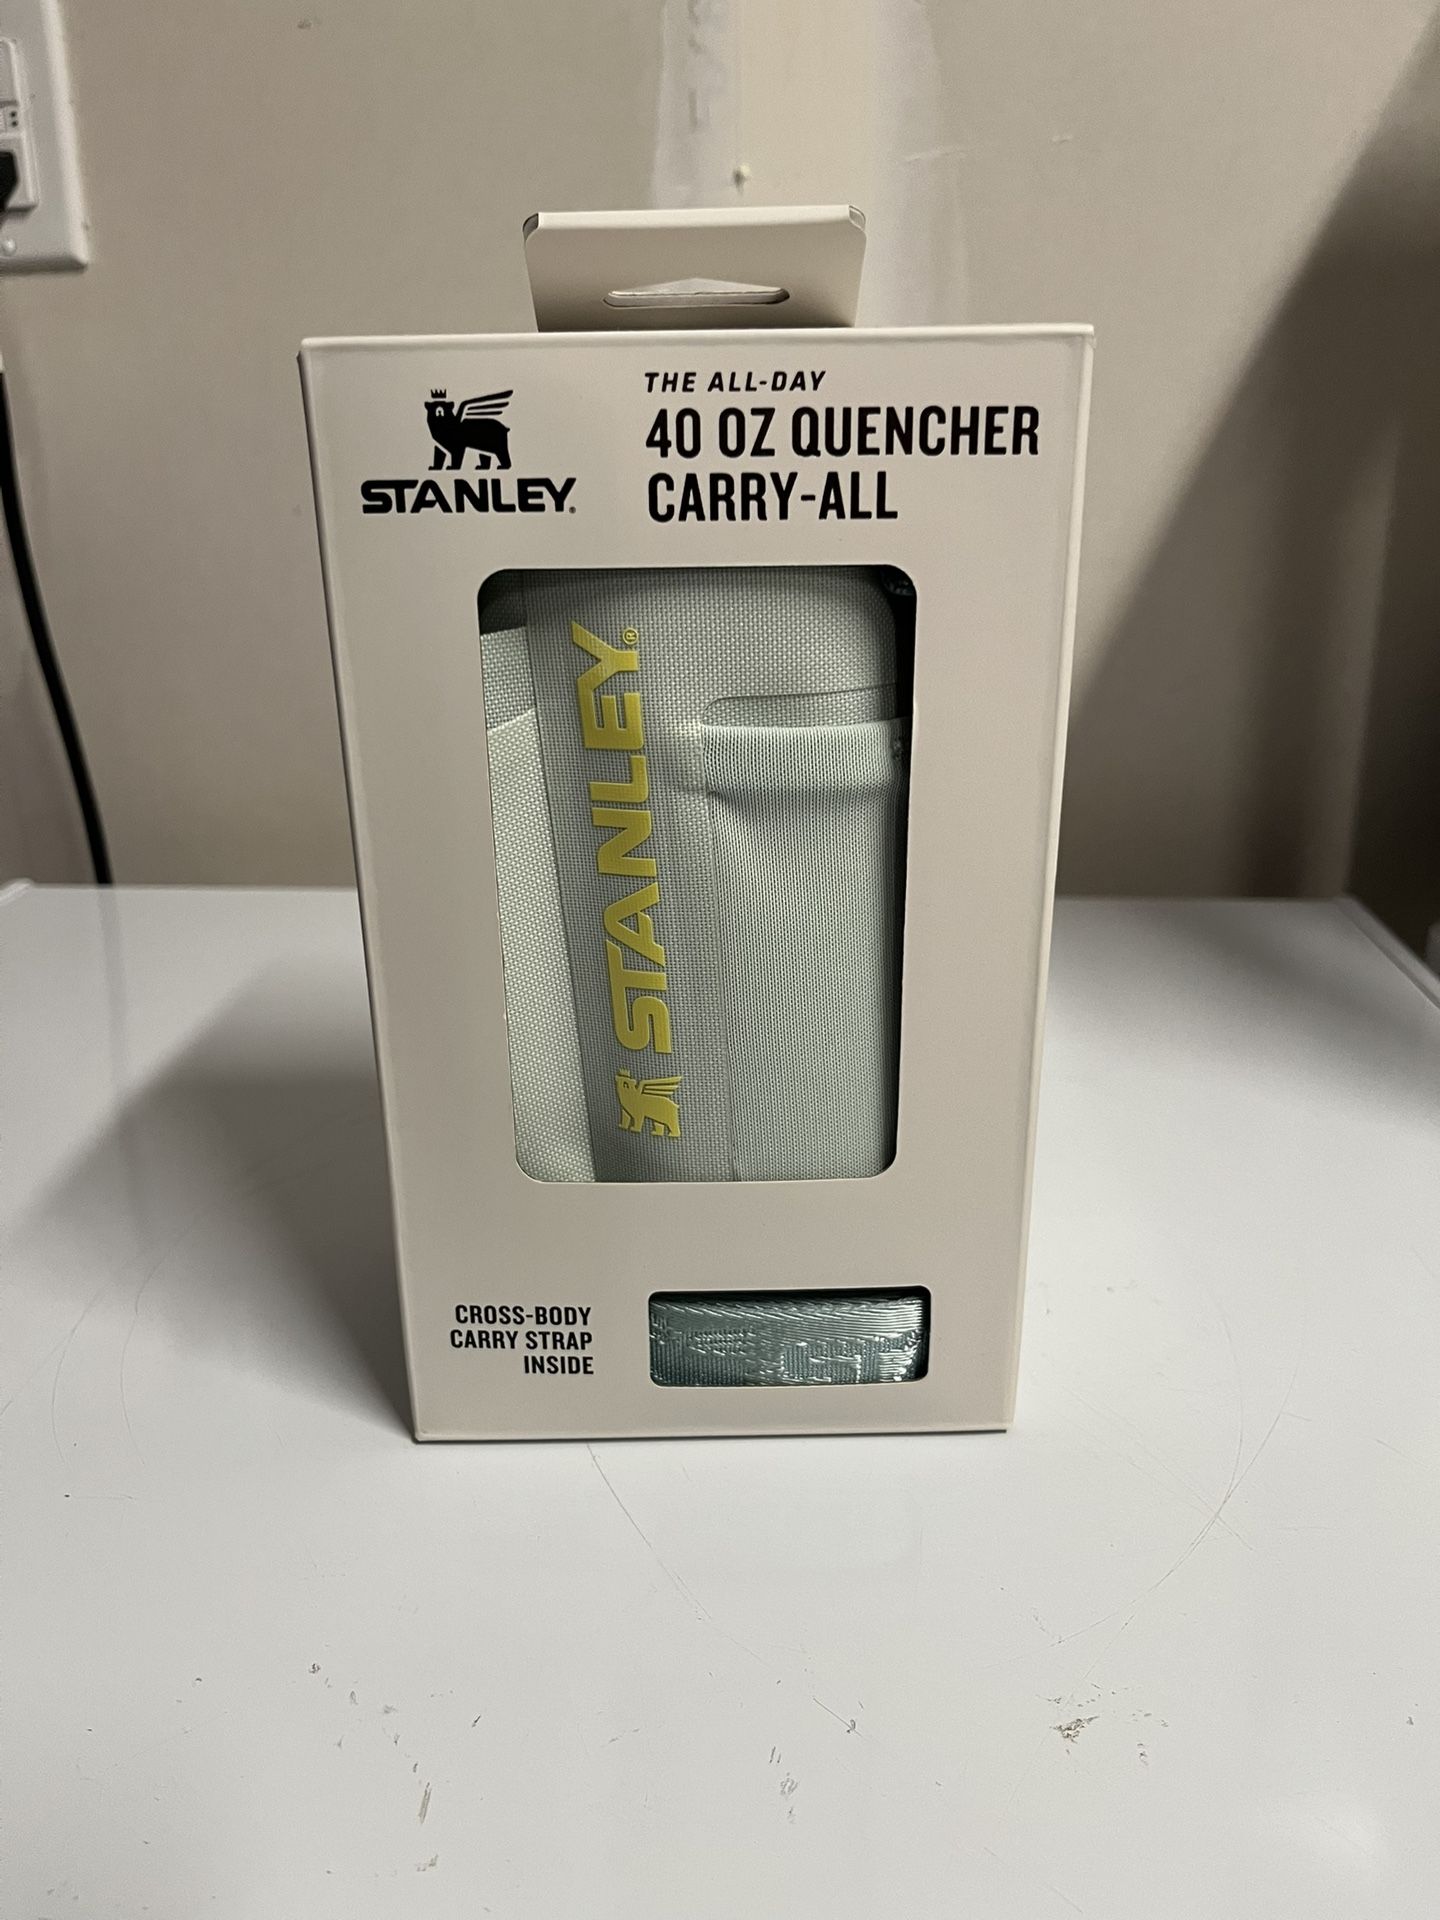 STANLEY.
THE ALL-DAY
40 OZ QUENCHER
CARRY-ALL
STANLEY®
CROSS-BODY
CARRY STRAP
INSIDE